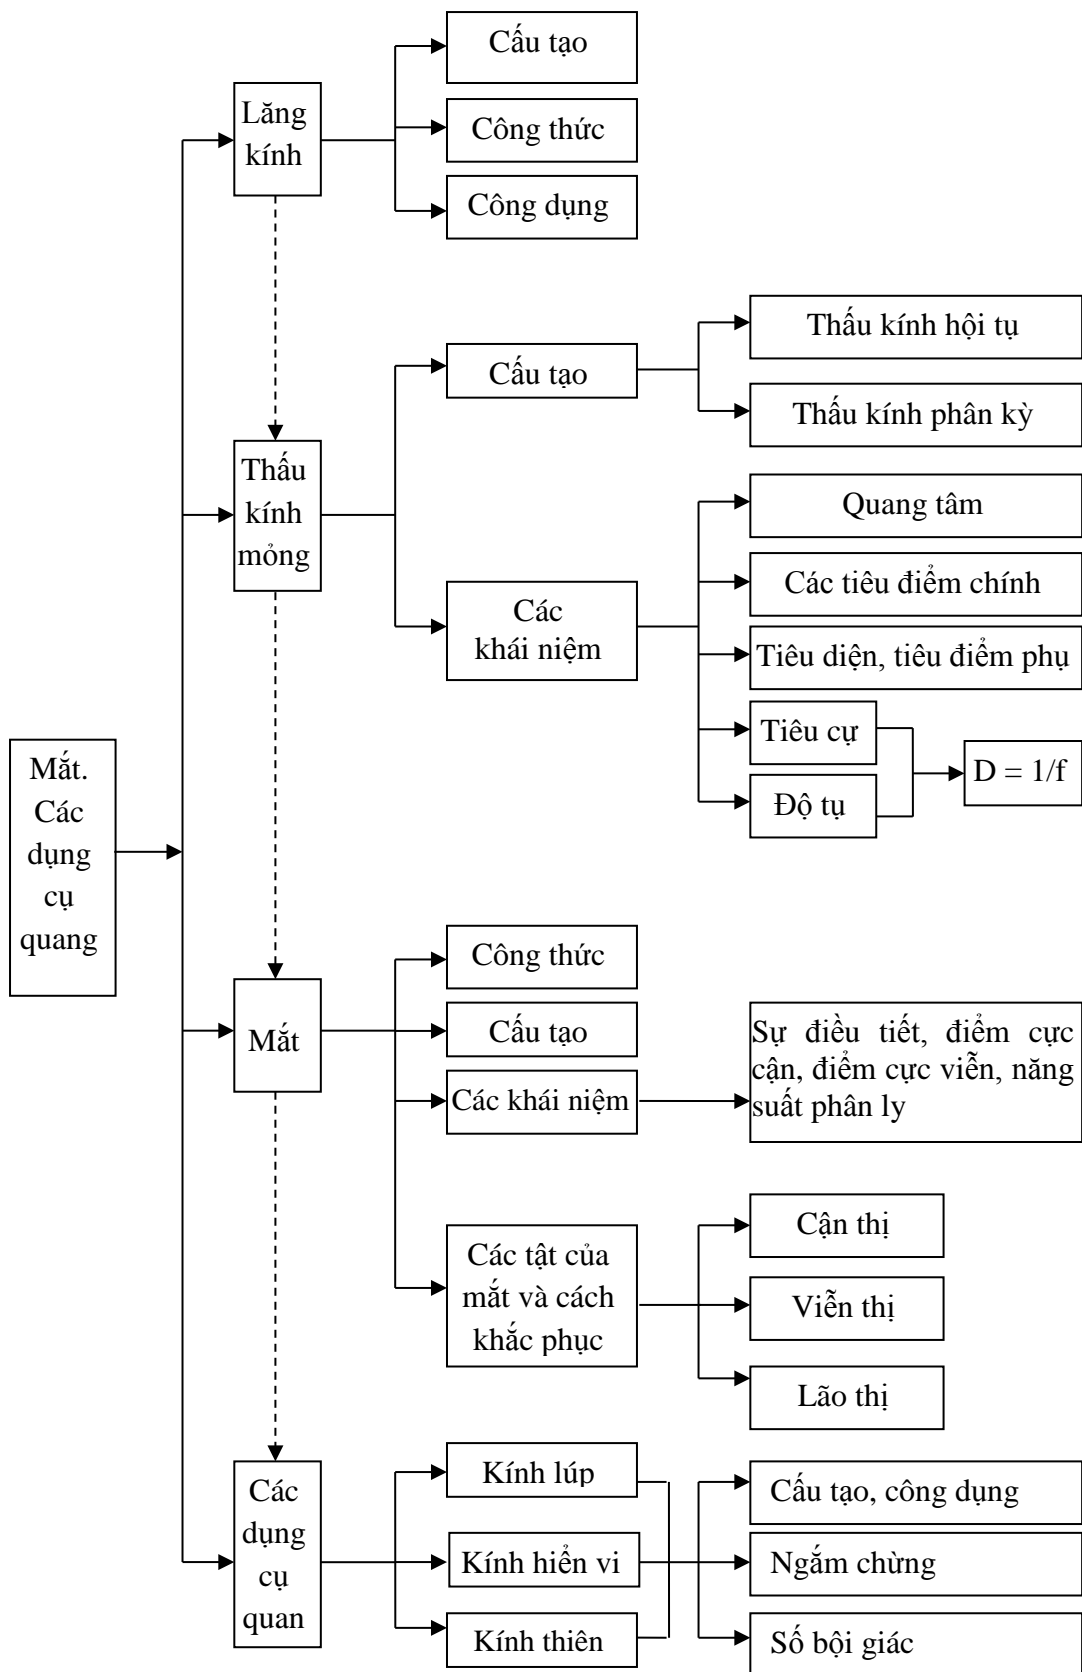 Cấu tạo
Lăng
kính
Công thức
Công dụng
Thấu kính hội tụ
Cấu tạo
Thấu kính phân kỳ
Thấu
kính
mỏng
Quang tâm
Các tiêu điểm chính
Các
khái niệm
Tiêu diện, tiêu điểm phụ
Tiêu cự
D = 1/f
Độ tụ
Mắt.
Các
dụng
cụ
quang
Công thức
Mắt
Cấu tạo
Các khái niệm
Sự điều tiết, điểm cực
cận, điểm cực viễn, năng
suất phân ly
Các tật của
mắt và cách
khắc phục
Cận thị
Viễn thị
Lão thị
Các
dụng
cụ
quan
Kính lúp
Kính hiển vi
Kính thiên
Cấu tạo, công dụng
Ngắm chừng
Số bội giác